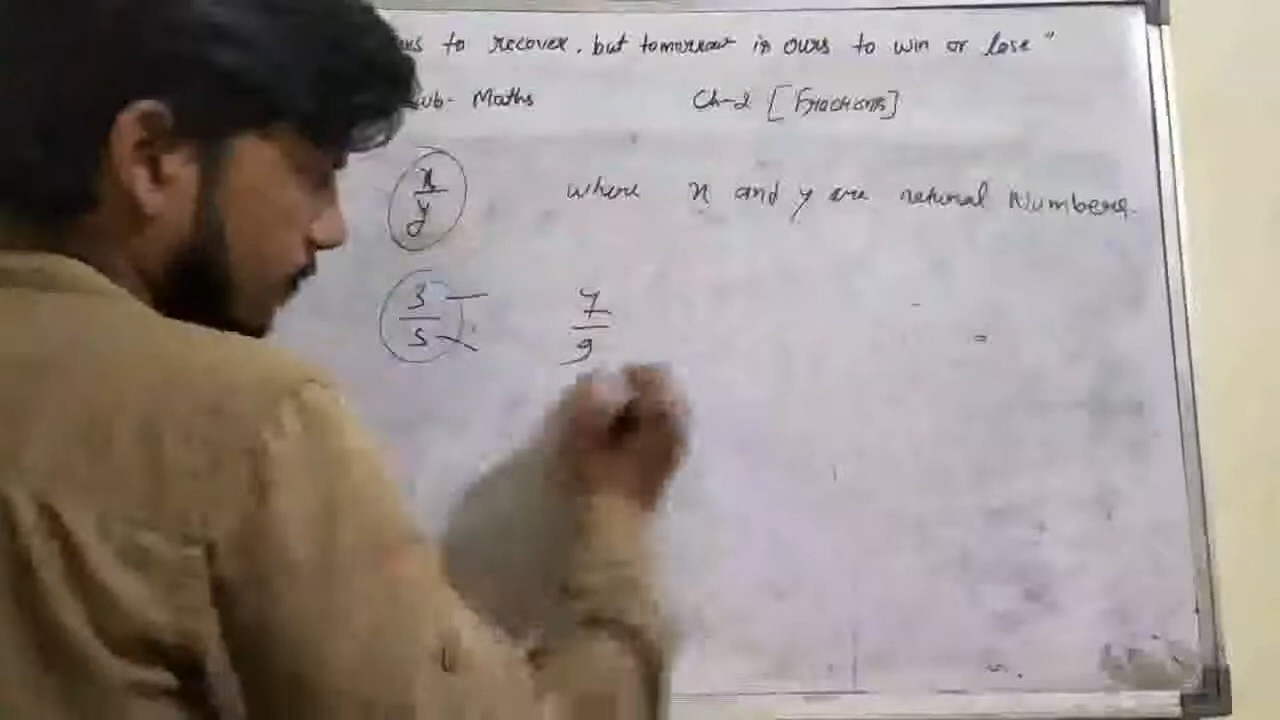 to recover, but tomorrow is ours to win or lose"
ub- Maths Ch-2 [Fractions]
x/y where x and y are natural Numbers.
3/5 7/9